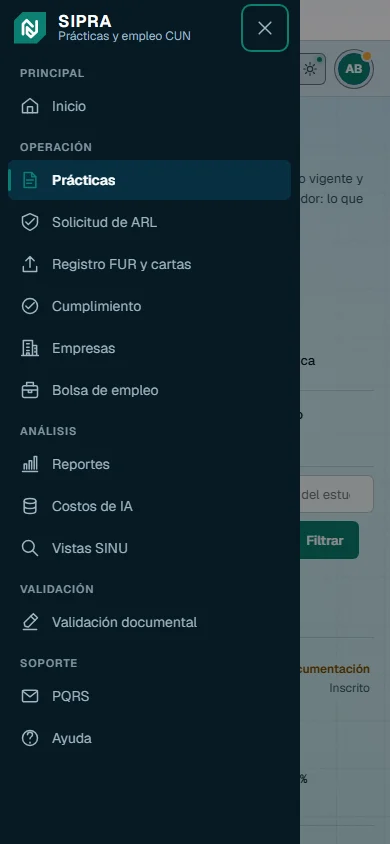 SIPRA
Prácticas y empleo CUN
AB
PRINCIPAL
Inicio
OPERACIÓN
Prácticas
o vigente y
dor: lo que
Solicitud de ARL
Registro FUR y cartas
Cumplimiento
Empresas
ca
Bolsa de empleo
o
ANÁLISIS
Reportes
Costos de IA
del estu
Vistas SINU
Filtrar
VALIDACIÓN
Validación documental
SOPORTE
cumentación
PQRS
Inscrito
Ayuda
%